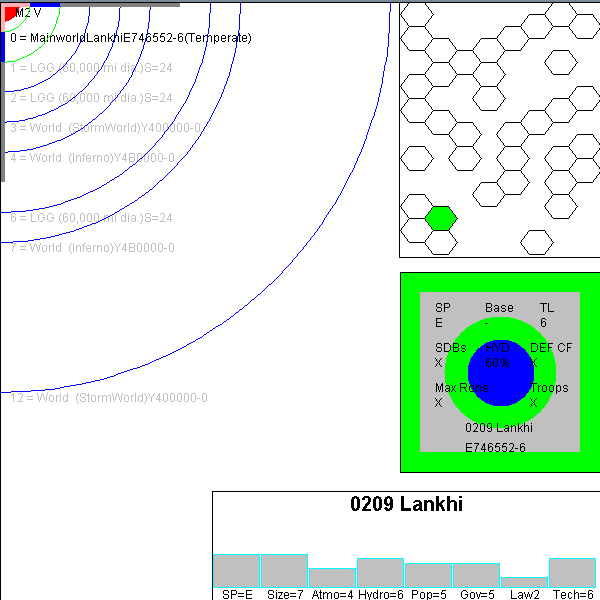 M2 V
0 = MainworldLankhiE746552-6(Temperate)
1 = LGG (60,000 mi dia.)S=24
2 = LGG (60,000 mi dia.)S=24
3 = World  (StormWorld)Y400000-0
4 = World  (Inferno)Y4B0000-0
6 = LGG (60,000 mi dia.)S=24
7 = World  (Inferno)Y4B0000-0
12 = World  (StormWorld)Y400000-0
SP Base TL
E - 6
SDBs HYD DEF CF
X 60% X
Max Rans Troops
X X
0209 Lankhi
E746552-6
0209 Lankhi
SP=E Size=7 Atmo=4 Hydro=6 Pop=5 Gov=5 Law2 Tech=6